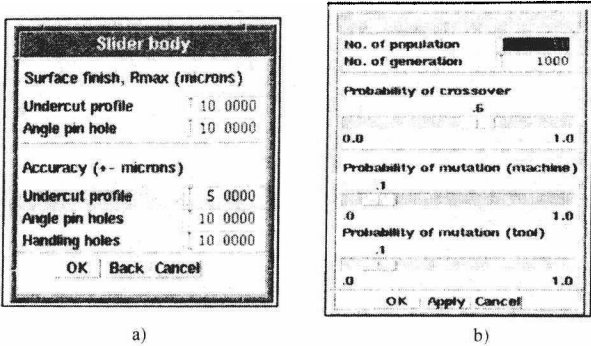 Slider body
Surface finish, Rmax (microns)
Undercut profile 10 0000
Angle pin hole 10 0000
Accuracy (+- microns)
Undercut profile 5 0000
Angle pin holes 10 0000
Handling holes 10 0000
OK Back Cancel
a)
No. of population
No. of generation 1000
Probability of crossover
.6
0.0 1.0
Probability of mutation (machine)
.1
.0 1.0
Probability of mutation (tool)
.1
.0 1.0
OK Apply Cancel
b)